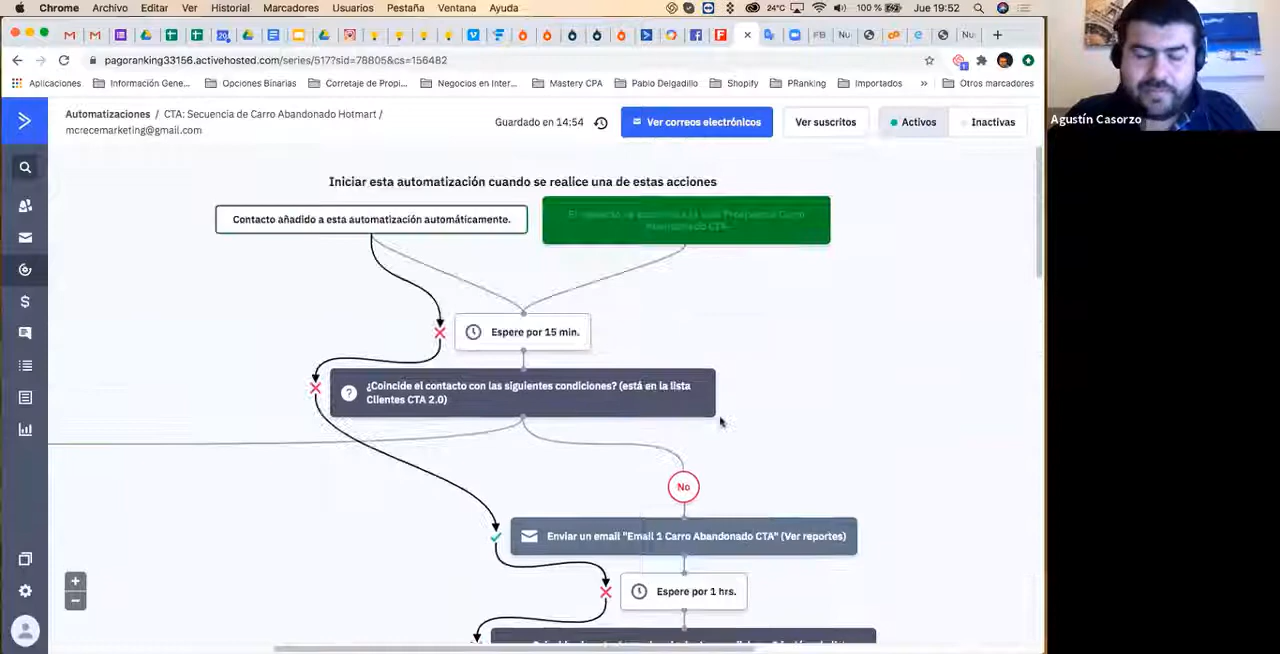 Chrome Archivo Editar Ver Historial Marcadores Usuarios Pestaña Ventana Ayuda 24°C 100 % Jue 19:52
20 FB Nu Nu
pagoranking33156.activehosted.com/series/517?sid=78805&cs=156482
Aplicaciones Información Gene... Opciones Binarias Corretaje de Propi... Negocios en Inter... Mastery CPA Pablo Delgadillo Shopify PRanking Importados » Otros marcadores
Automatizaciones / CTA: Secuencia de Carro Abandonado Hotmart /
mcrecemarketing@gmail.com
Guardado en 14:54
Ver correos electrónicos
Ver suscritos
Activos
Inactivas
Agustín Casorzo
Iniciar esta automatización cuando se realice una de estas acciones
Contacto añadido a esta automatización automáticamente.
Espere por 15 min.
¿Coincide el contacto con las siguientes condiciones? (está en la lista
Clientes CTA 2.0)
No
Enviar un email "Email 1 Carro Abandonado CTA" (Ver reportes)
Espere por 1 hrs.